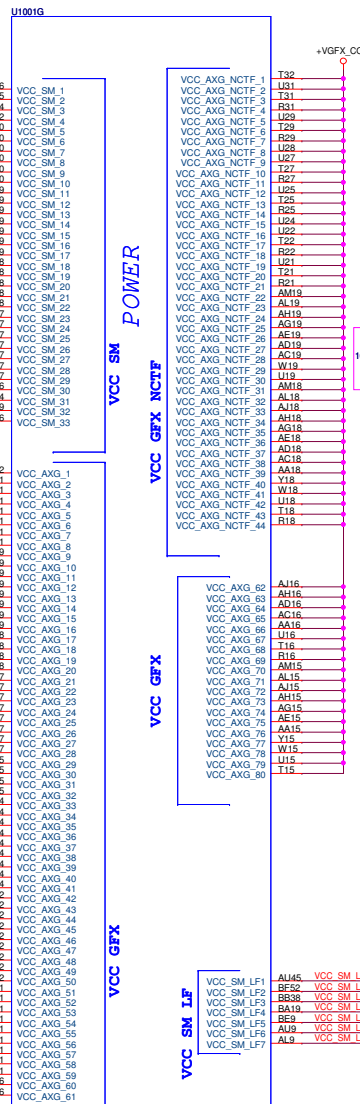 U1001G
+VGFX_CO
VCC_SM_1
VCC_SM_2
VCC_SM_3
VCC_SM_4
VCC_SM_5
VCC_SM_6
VCC_SM_7
VCC_SM_8
VCC_SM_9
VCC_SM_10
VCC_SM_11
VCC_SM_12
VCC_SM_13
VCC_SM_14
VCC_SM_15
VCC_SM_16
VCC_SM_17
VCC_SM_18
VCC_SM_19
VCC_SM_20
VCC_SM_21
VCC_SM_22
VCC_SM_23
VCC_SM_24
VCC_SM_25
VCC_SM_26
VCC_SM_27
VCC_SM_28
VCC_SM_29
VCC_SM_30
VCC_SM_31
VCC_SM_32
VCC_SM_33
VCC SM
POWER
VCC_AXG_1
VCC_AXG_2
VCC_AXG_3
VCC_AXG_4
VCC_AXG_5
VCC_AXG_6
VCC_AXG_7
VCC_AXG_8
VCC_AXG_9
VCC_AXG_10
VCC_AXG_11
VCC_AXG_12
VCC_AXG_13
VCC_AXG_14
VCC_AXG_15
VCC_AXG_16
VCC_AXG_17
VCC_AXG_18
VCC_AXG_19
VCC_AXG_20
VCC_AXG_21
VCC_AXG_22
VCC_AXG_23
VCC_AXG_24
VCC_AXG_25
VCC_AXG_26
VCC_AXG_27
VCC_AXG_28
VCC_AXG_29
VCC_AXG_30
VCC_AXG_31
VCC_AXG_32
VCC_AXG_33
VCC_AXG_34
VCC_AXG_35
VCC_AXG_36
VCC_AXG_37
VCC_AXG_38
VCC_AXG_39
VCC_AXG_40
VCC_AXG_41
VCC_AXG_42
VCC_AXG_43
VCC_AXG_44
VCC_AXG_45
VCC_AXG_46
VCC_AXG_47
VCC_AXG_48
VCC_AXG_49
VCC_AXG_50
VCC_AXG_51
VCC_AXG_52
VCC_AXG_53
VCC_AXG_54
VCC_AXG_55
VCC_AXG_56
VCC_AXG_57
VCC_AXG_58
VCC_AXG_59
VCC_AXG_60
VCC_AXG_61
VCC GFX
VCC GFX NCTF
VCC_AXG_NCTF_1 T32
VCC_AXG_NCTF_2 U31
VCC_AXG_NCTF_3 T31
VCC_AXG_NCTF_4 R31
VCC_AXG_NCTF_5 U29
VCC_AXG_NCTF_6 T29
VCC_AXG_NCTF_7 R29
VCC_AXG_NCTF_8 U28
VCC_AXG_NCTF_9 U27
VCC_AXG_NCTF_10 T27
VCC_AXG_NCTF_11 R27
VCC_AXG_NCTF_12 U25
VCC_AXG_NCTF_13 T25
VCC_AXG_NCTF_14 R25
VCC_AXG_NCTF_15 U24
VCC_AXG_NCTF_16 U22
VCC_AXG_NCTF_17 T22
VCC_AXG_NCTF_18 R22
VCC_AXG_NCTF_19 U21
VCC_AXG_NCTF_20 T21
VCC_AXG_NCTF_21 R21
VCC_AXG_NCTF_22 AM19
VCC_AXG_NCTF_23 AL19
VCC_AXG_NCTF_24 AH19
VCC_AXG_NCTF_25 AG19
VCC_AXG_NCTF_26 AE19
VCC_AXG_NCTF_27 AD19
VCC_AXG_NCTF_28 AC19
VCC_AXG_NCTF_29 W19
VCC_AXG_NCTF_30 U19
VCC_AXG_NCTF_31 AM18
VCC_AXG_NCTF_32 AL18
VCC_AXG_NCTF_33 AJ18
VCC_AXG_NCTF_34 AH18
VCC_AXG_NCTF_35 AG18
VCC_AXG_NCTF_36 AE18
VCC_AXG_NCTF_37 AD18
VCC_AXG_NCTF_38 AC18
VCC_AXG_NCTF_39 AA18
VCC_AXG_NCTF_40 Y18
VCC_AXG_NCTF_41 W18
VCC_AXG_NCTF_42 U18
VCC_AXG_NCTF_43 T18
VCC_AXG_NCTF_44 R18
VCC GFX
VCC_AXG_62 AJ16
VCC_AXG_63 AH16
VCC_AXG_64 AD16
VCC_AXG_65 AC16
VCC_AXG_66 AA16
VCC_AXG_67 U16
VCC_AXG_68 T16
VCC_AXG_69 R16
VCC_AXG_70 AM15
VCC_AXG_71 AL15
VCC_AXG_72 AJ15
VCC_AXG_73 AH15
VCC_AXG_74 AG15
VCC_AXG_75 AE15
VCC_AXG_76 AA15
VCC_AXG_77 Y15
VCC_AXG_78 W15
VCC_AXG_79 U15
VCC_AXG_80 T15
VCC SM LF
VCC_SM_LF1 AU45 VCC_SM_L
VCC_SM_LF2 BF52 VCC_SM_L
VCC_SM_LF3 BB38 VCC_SM_L
VCC_SM_LF4 BA19 VCC_SM_L
VCC_SM_LF5 BE9 VCC_SM_L
VCC_SM_LF6 AU9 VCC_SM_L
VCC_SM_LF7 AL9 VCC_SM_L